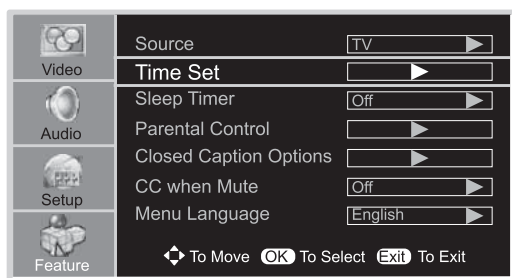 Video
Audio
Setup
Feature
Source TV
Time Set
Sleep Timer Off
Parental Control
Closed Caption Options
CC when Mute Off
Menu Language English
To Move OK To Select Exit To Exit